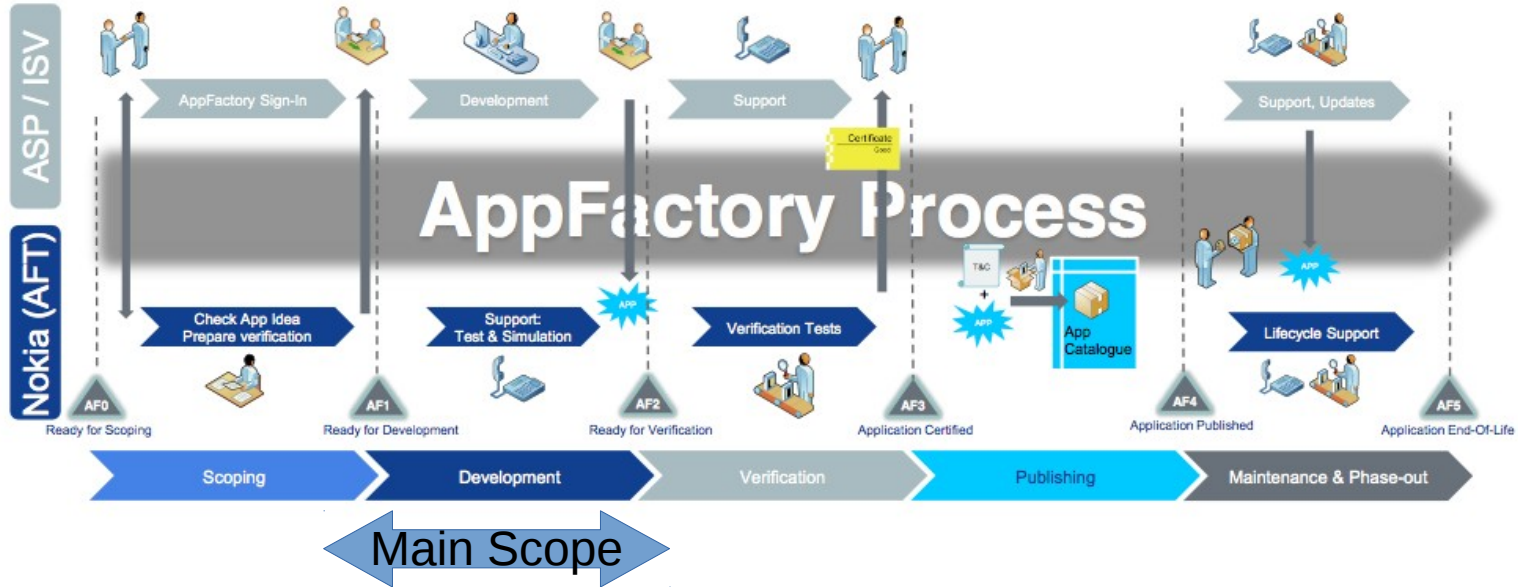 ASP / ISV
AppFactory Sign-In
Development
Support
Support, Updates
Certificate
Good
AppFactory Process
Nokia (AFT)
Check App Idea
Prepare verification
Support:
Test & Simulation
APP
Verification Tests
T&C
+
APP
App
Catalogue
APP
Lifecycle Support
AF0
AF1
AF2
AF3
AF4
AF5
Ready for Scoping
Ready for Development
Ready for Verification
Application Certified
Application Published
Application End-Of-Life
Scoping
Development
Verification
Publishing
Maintenance & Phase-out
Main Scope